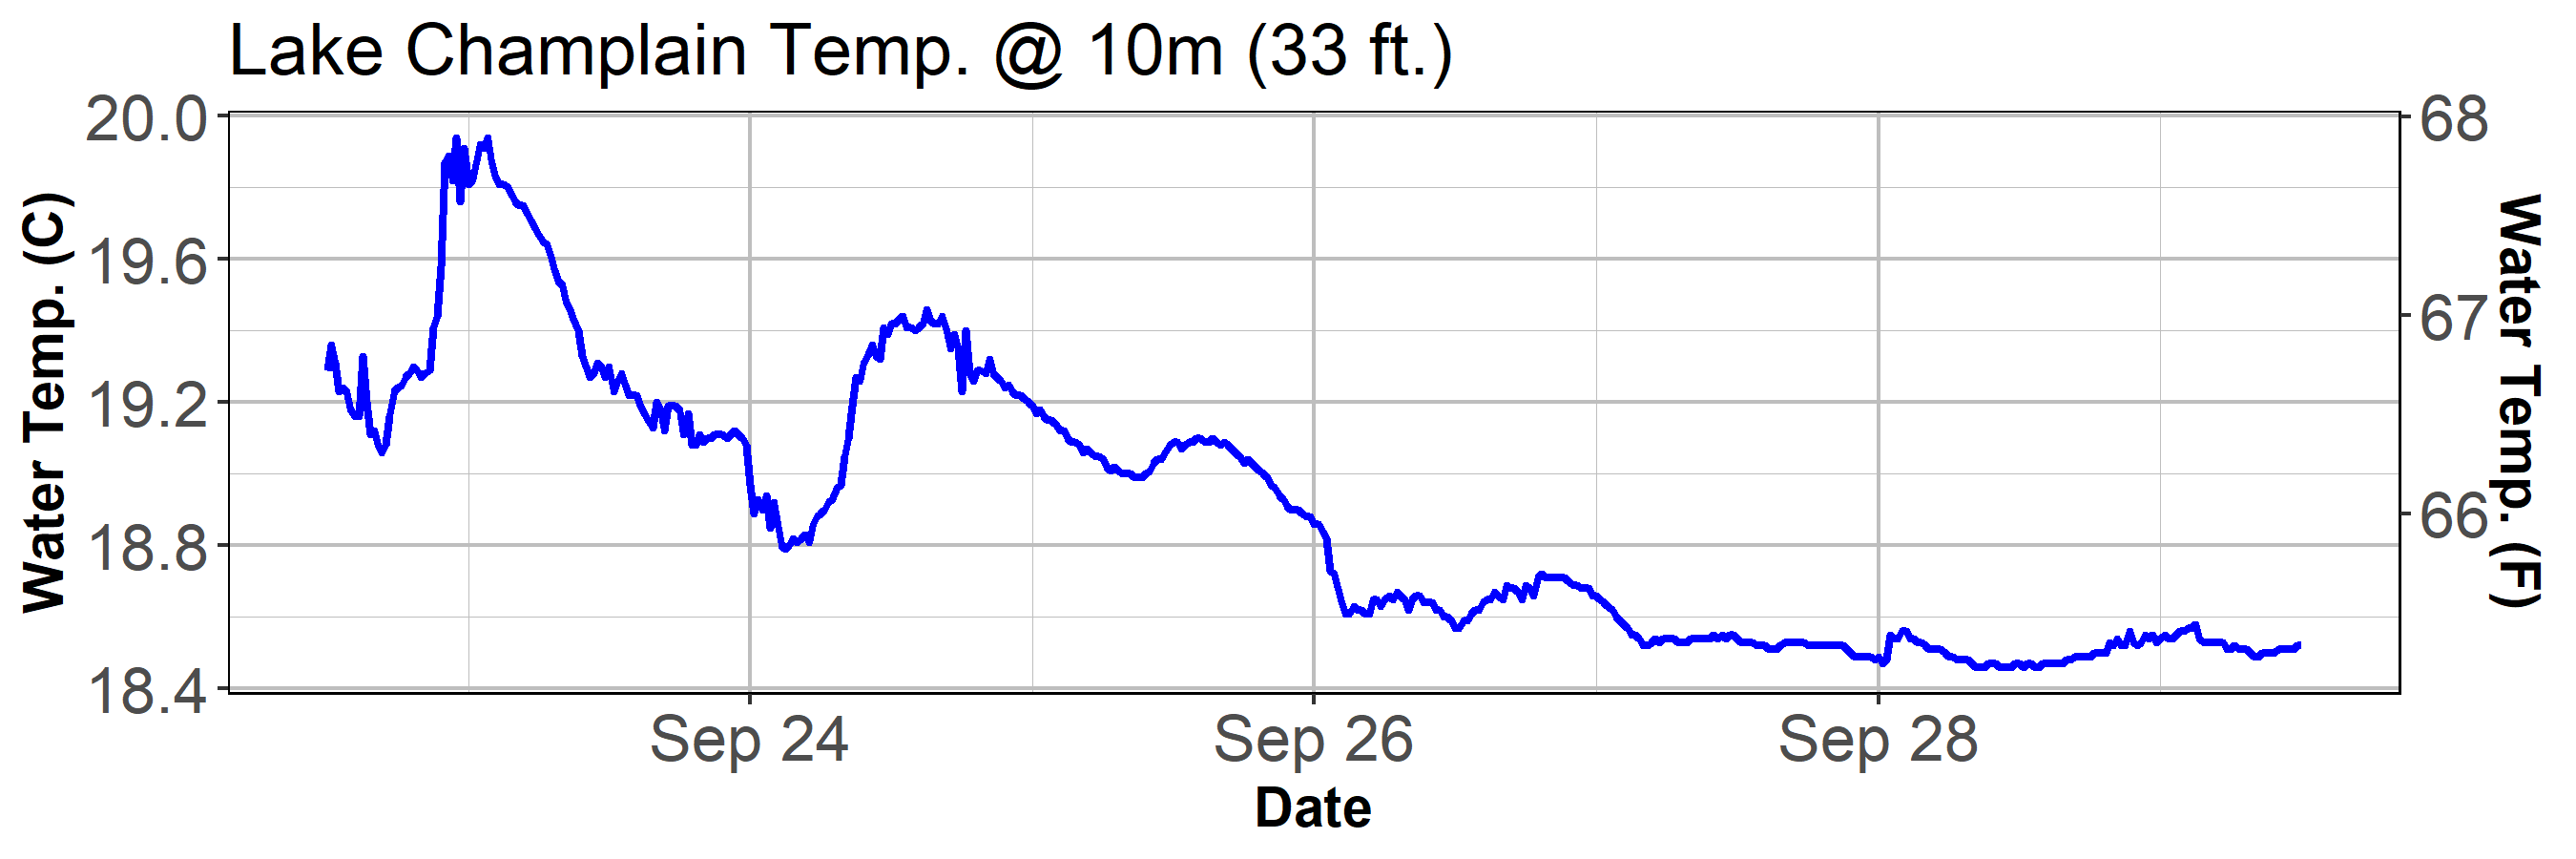 Lake Champlain Temp. @ 10m (33 ft.)
Water Temp. (C)
20.0
19.6
19.2
18.8
18.4
68
67
66
Water Temp. (F)
Sep 24
Sep 26
Sep 28
Date